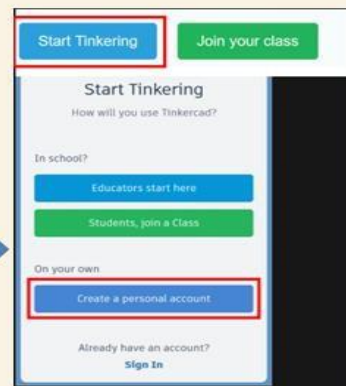 Start Tinkering Join your class
Start Tinkering
How will you use Tinkercad?
In school?
Educators start here
Students, join a Class
On your own
Create a personal account
Already have an account?
Sign In